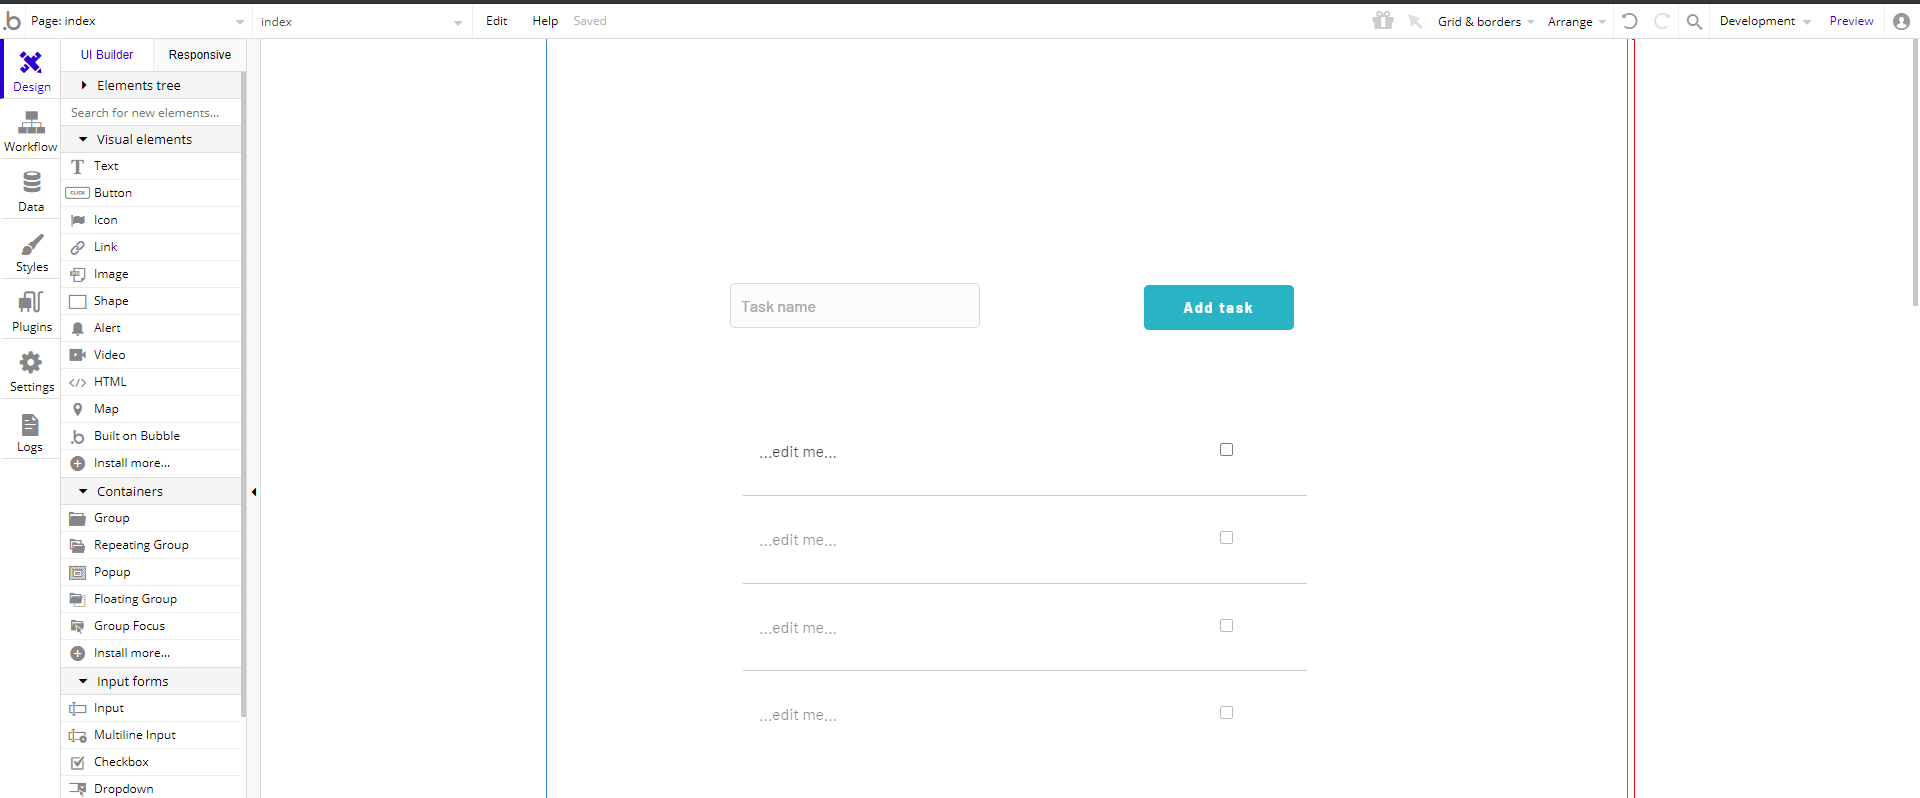 .b Page: index index Edit Help Saved Grid & borders Arrange Development Preview
UI Builder Responsive
Design
Workflow
Data
Styles
Plugins
Settings
Logs
Elements tree
Search for new elements...
Visual elements
Text
CLICK Button
Icon
Link
Image
Shape
Alert
Video
</> HTML
Map
.b Built on Bubble
Install more...
Containers
Group
Repeating Group
Popup
Floating Group
Group Focus
Install more...
Input forms
Input
Multiline Input
Checkbox
Dropdown
Task name Add task
...edit me...
...edit me...
...edit me...
...edit me...